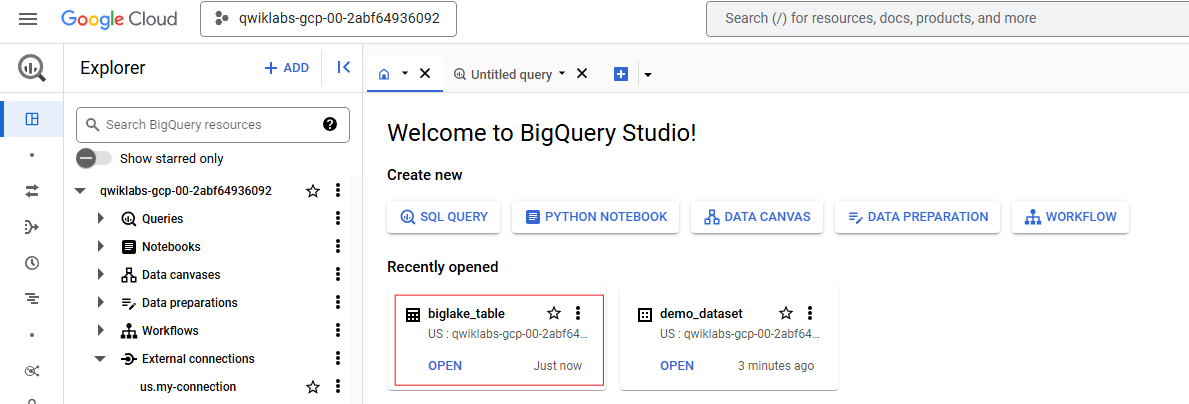 Google Cloud
qwiklabs-gcp-00-2abf64936092
Search (/) for resources, docs, products, and more
Explorer
+ ADD
Untitled query
Search BigQuery resources
?
Show starred only
qwiklabs-gcp-00-2abf64936092
Queries
Notebooks
Data canvases
Data preparations
Workflows
External connections
us.my-connection
Welcome to BigQuery Studio!
Create new
SQL QUERY
PYTHON NOTEBOOK
DATA CANVAS
DATA PREPARATION
WORKFLOW
Recently opened
biglake_table
US : qwiklabs-gcp-00-2abf64...
OPEN
Just now
demo_dataset
US : qwiklabs-gcp-00-2abf64...
OPEN
3 minutes ago